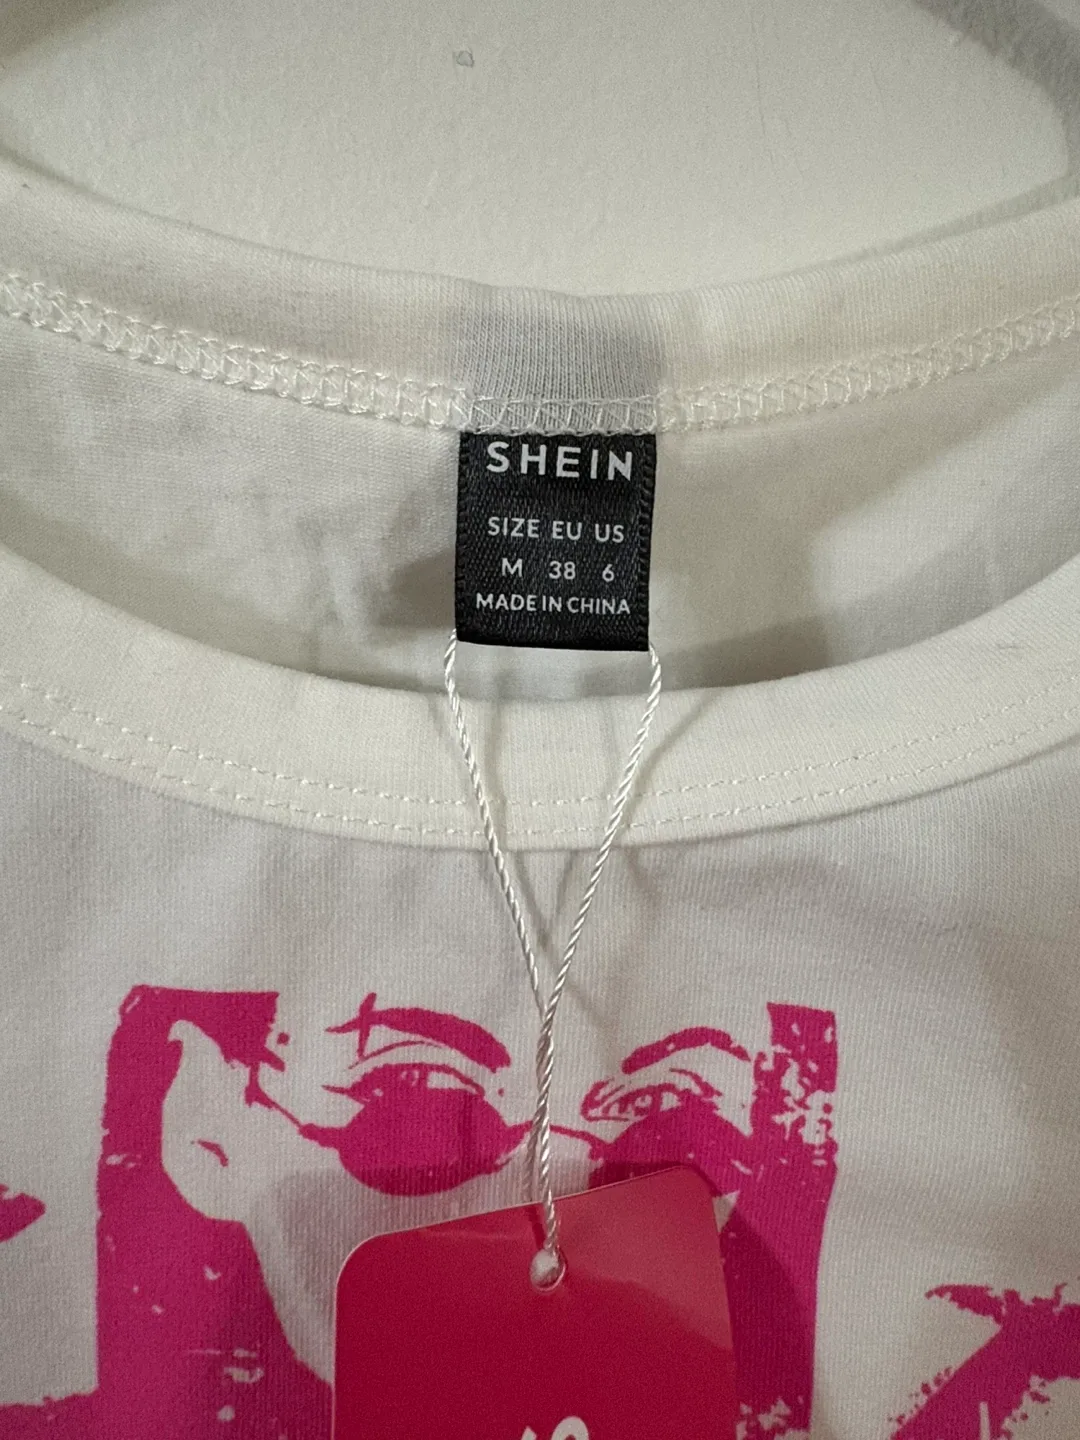 SHEIN
SIZE EU US
M 38 6
MADE IN CHINA
S